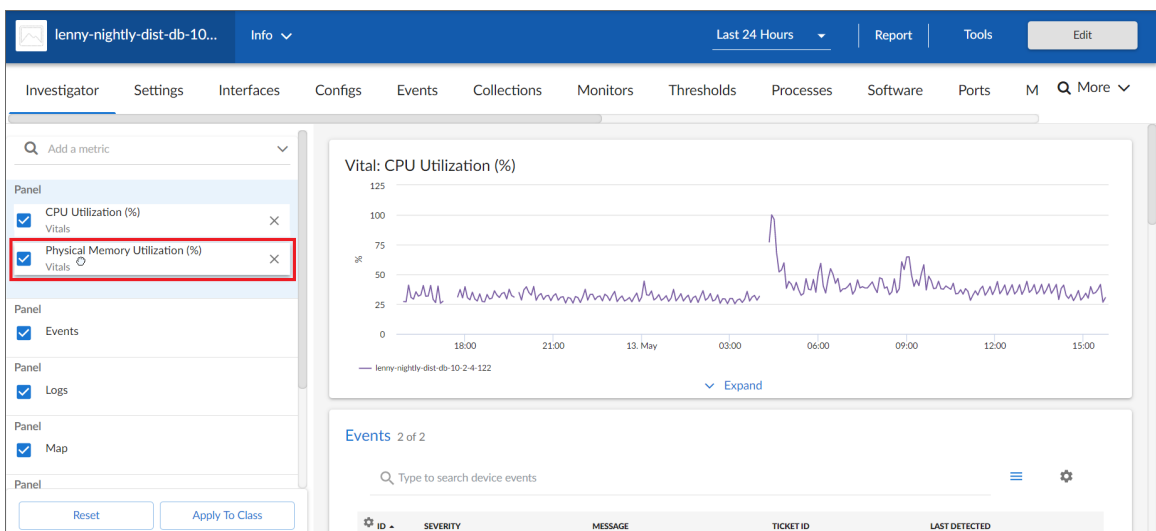 lenny-nightly-dist-db-10... Info Last 24 Hours Report Tools Edit
Investigator Settings Interfaces Configs Events Collections Monitors Thresholds Processes Software Ports M More
Add a metric
Panel
CPU Utilization (%)
Vitals
Physical Memory Utilization (%)
Vitals
Panel
Events
Panel
Logs
Panel
Map
Panel
Reset Apply To Class
Vital: CPU Utilization (%)
125
100
75
50
25
0
%
18:00 21:00 13. May 03:00 06:00 09:00 12:00 15:00
lenny-nightly-dist-db-10-2-4-122
Expand
Events 2 of 2
Type to search device events
ID SEVERITY MESSAGE TICKET ID LAST DETECTED